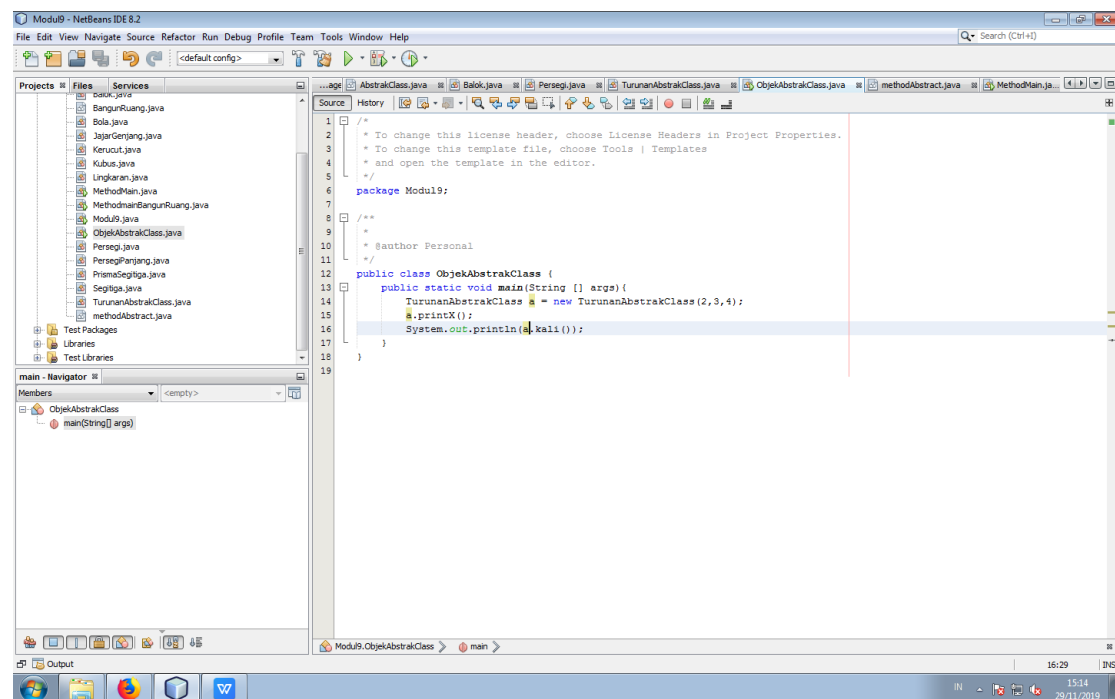 Modul9 - NetBeans IDE 8.2
File Edit View Navigate Source Refactor Run Debug Profile Team Tools Window Help
Search (Ctrl+I)
<default config>
Projects Files Services
Balok.java
BangunRuang.java
Bola.java
JajarGenjang.java
Kerucut.java
Kubus.java
Lingkaran.java
MethodMain.java
MethodmainBangunRuang.java
Modul9.java
ObjekAbstrakClass.java
Persegi.java
PersegiPanjang.java
PrismaSegitiga.java
Segitiga.java
TurunanAbstrakClass.java
methodAbstract.java
Test Packages
Libraries
Test Libraries
main - Navigator
Members <empty>
ObjekAbstrakClass
main(String[] args)
...age AbstrakClass.java Balok.java Persegi.java TurunanAbstrakClass.java ObjekAbstrakClass.java methodAbstract.java MethodMain.ja...
Source History
1 /*
2 * To change this license header, choose License Headers in Project Properties.
3 * To change this template file, choose Tools | Templates
4 * and open the template in the editor.
5 */
6 package Modul9;
7
8 /**
9 *
10 * @author Personal
11 */
12 public class ObjekAbstrakClass {
13 public static void main(String [] args){
14 TurunanAbstrakClass a = new TurunanAbstrakClass(2,3,4);
15 a.printX();
16 System.out.println(a.kali());
17 }
18 }
19
Modul9.ObjekAbstrakClass main
Output
16:29 INS
IN 15:14
29/11/2019